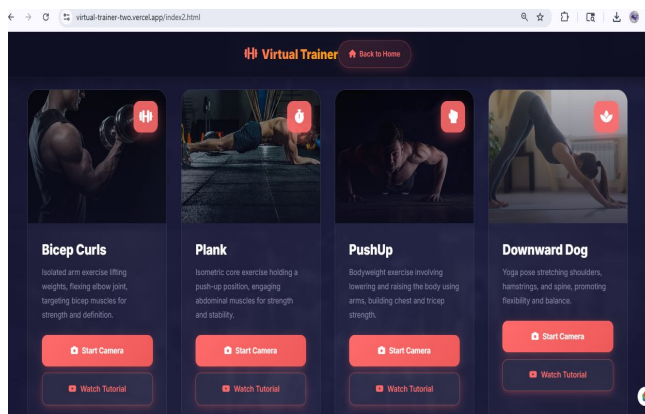 virtual-trainer-two.vercel.app/index2.html
Virtual Trainer
Back to Home
Bicep Curls
Isolated arm exercise lifting
weights, flexing elbow joint,
targeting bicep muscles for
strength and definition.
Start Camera
Watch Tutorial
Plank
Isometric core exercise holding a
push-up position, engaging
abdominal muscles for strength
and stability.
Start Camera
Watch Tutorial
PushUp
Bodyweight exercise involving
lowering and raising the body using
arms, building chest and tricep
strength.
Start Camera
Watch Tutorial
Downward Dog
Yoga pose stretching shoulders,
hamstrings, and spine, promoting
flexibility and balance.
Start Camera
Watch Tutorial